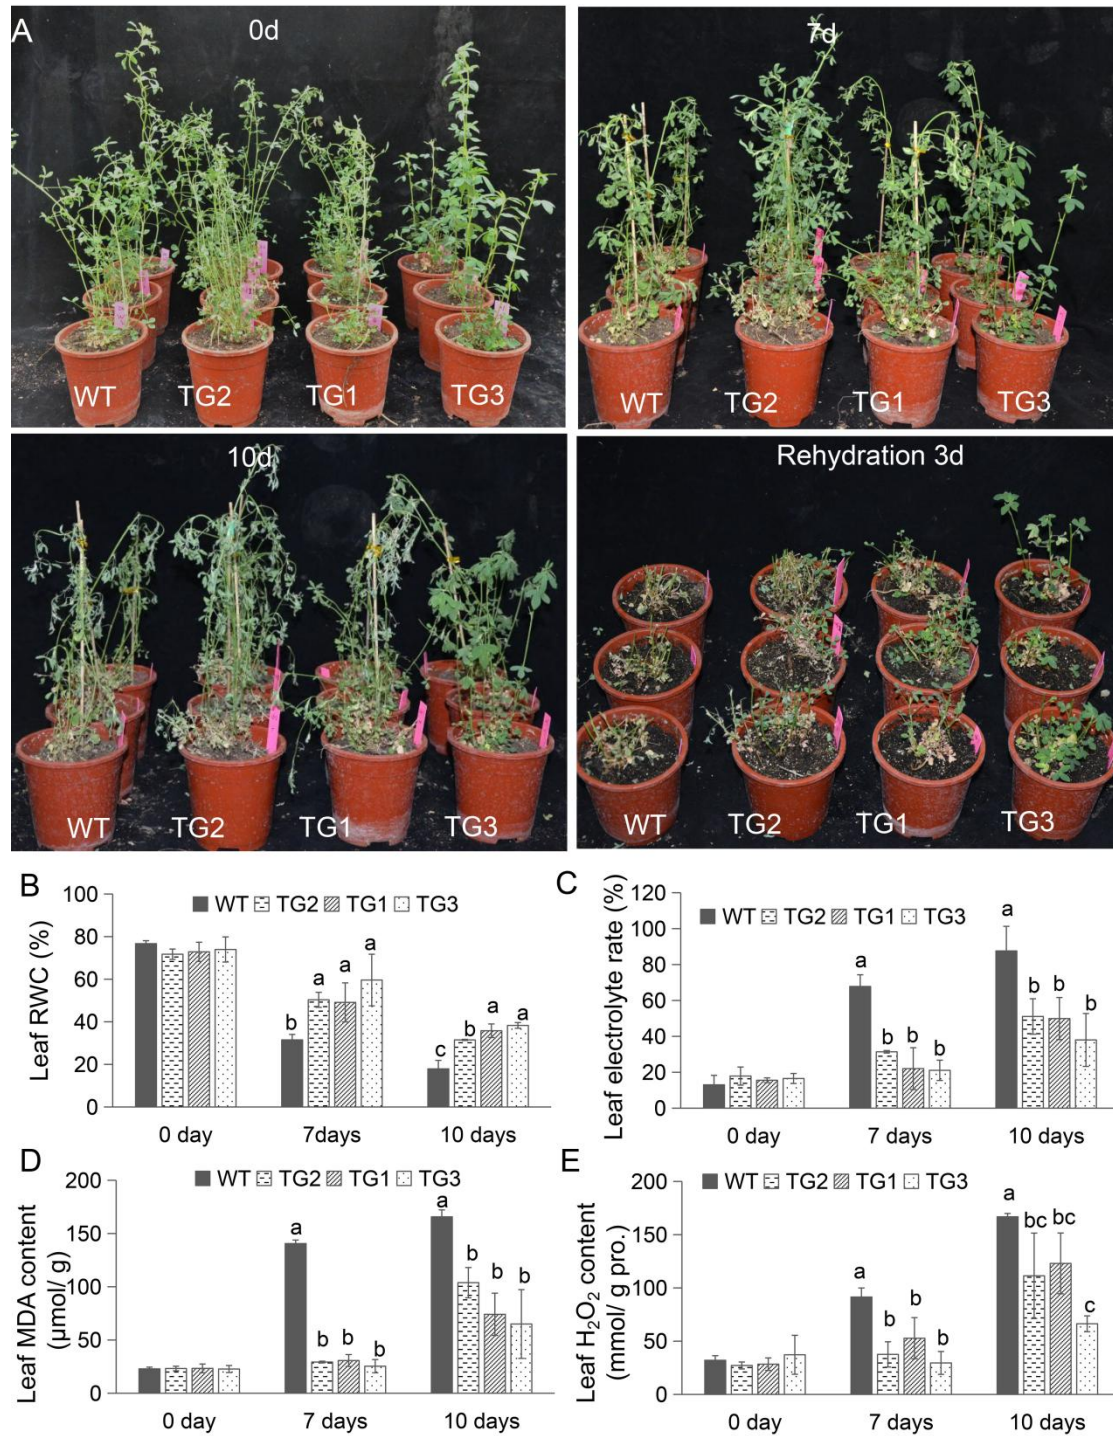 A
0d
7d
WT TG2 TG1 TG3
WT TG2 TG1 TG3
10d
Rehydration 3d
WT TG2 TG1 TG3
WT TG2 TG1 TG3
B
Leaf RWC (%)
100
80
60
40
20
0
WT TG2 TG1 TG3
b a a a
c b a a
0 day 7days 10 days
C
Leaf electrolyte rate (%)
120
100
80
60
40
20
0
WT TG2 TG1 TG3
a b b b
a b b b
0 day 7 days 10 days
D
Leaf MDA content
(µmol/ g)
200
150
100
50
0
WT TG2 TG1 TG3
a b b b
a b b b
0 day 7 days 10 days
E
Leaf H₂O₂ content
(mmol/ g pro.)
200
150
100
50
0
WT TG2 TG1 TG3
a b b b
a bc bc c
0 day 7 days 10 days